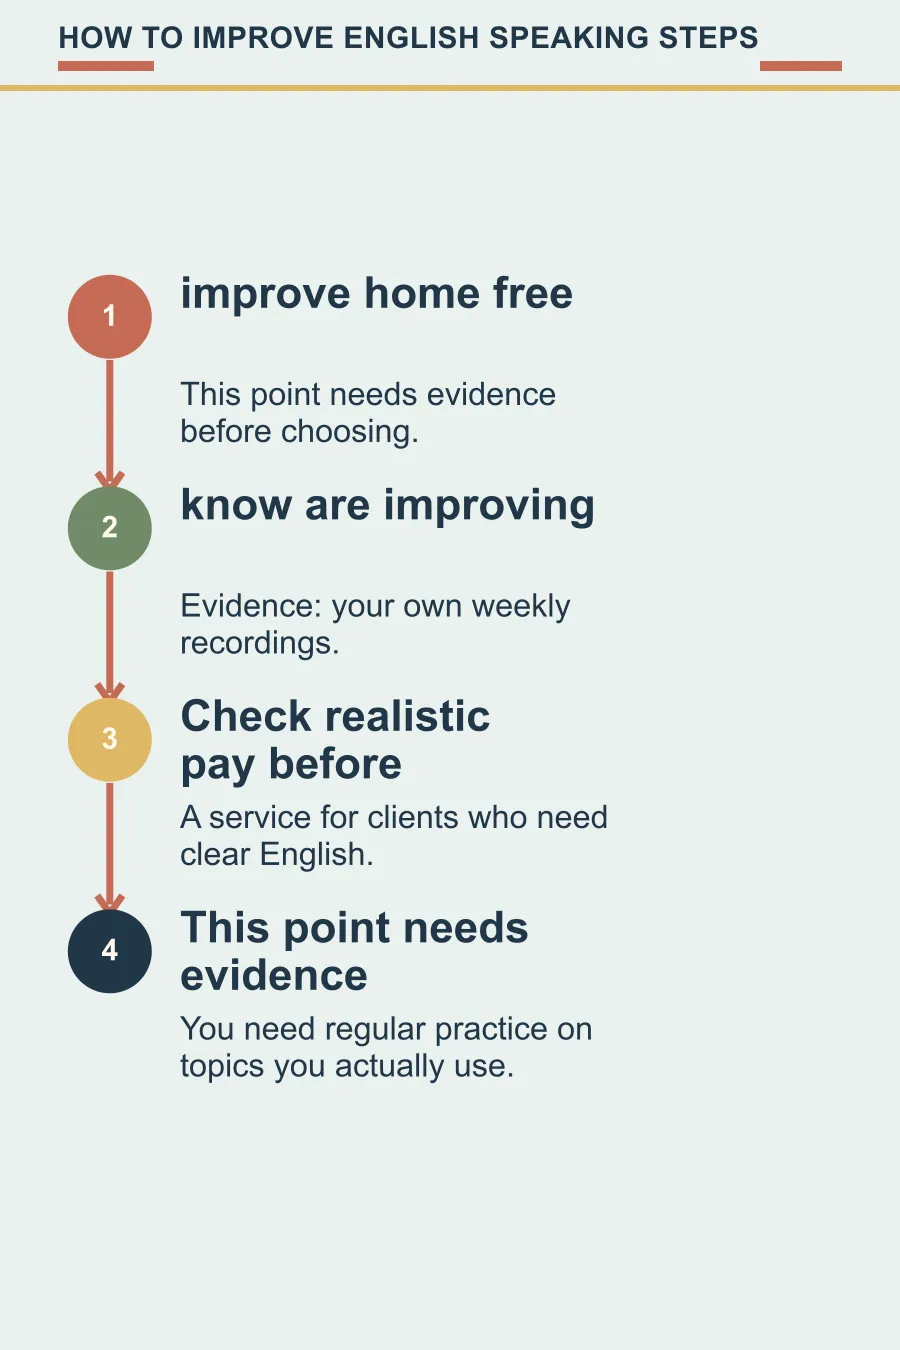 HOW TO IMPROVE ENGLISH SPEAKING STEPS
1
improve home free
This point needs evidence
before choosing.
2
know are improving
Evidence: your own weekly
recordings.
3
Check realistic
pay before
A service for clients who need
clear English.
4
This point needs
evidence
You need regular practice on
topics you actually use.